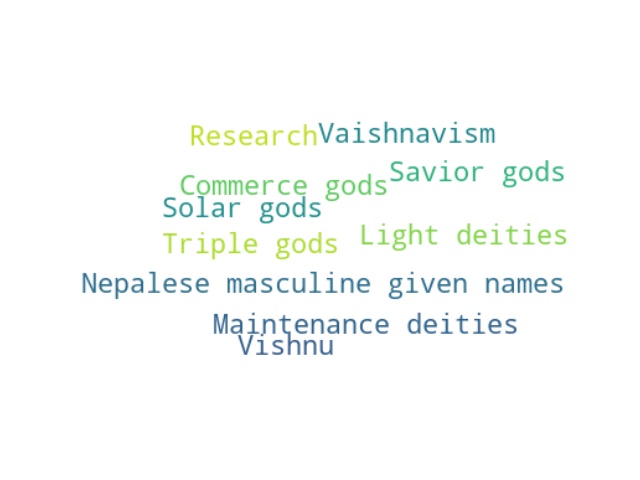 Research
Vaishnavism
Savior gods
Commerce gods
Solar gods
Light deities
Triple gods
Nepalese masculine given names
Maintenance deities
Vishnu